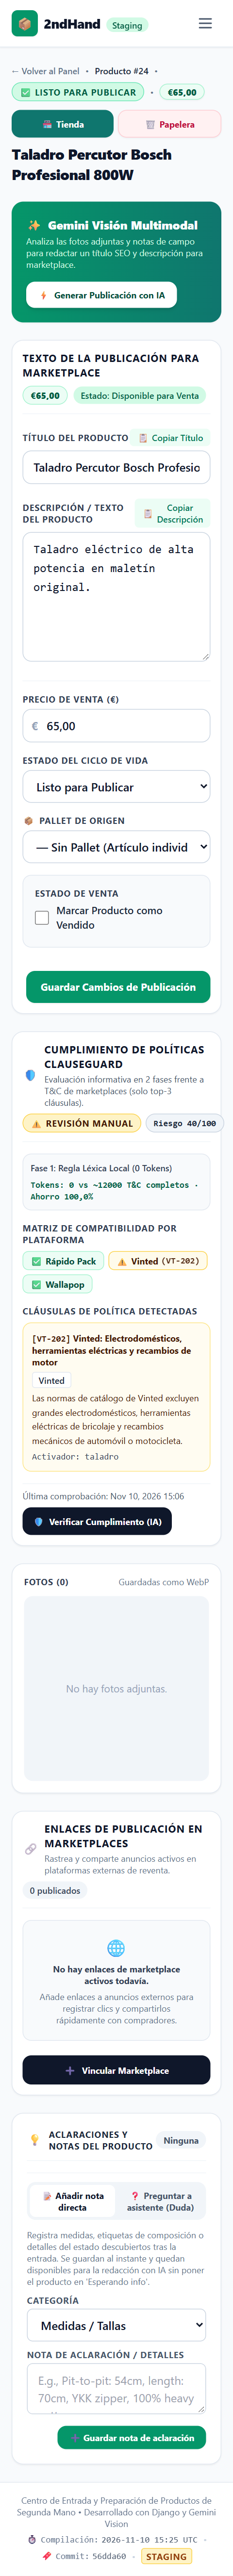 2ndHand Staging
← Volver al Panel • Producto #24 •
LISTO PARA PUBLICAR • €65,00
Tienda Papelera
Taladro Percutor Bosch
Profesional 800W
Gemini Visión Multimodal
Analiza las fotos adjuntas y notas de campo
para redactar un título SEO y descripción para
marketplace.
Generar Publicación con IA
TEXTO DE LA PUBLICACIÓN PARA
MARKETPLACE
€65,00 Estado: Disponible para Venta
TÍTULO DEL PRODUCTO Copiar Título
Taladro Percutor Bosch Profesio
DESCRIPCIÓN / TEXTO
DEL PRODUCTO
Copiar
Descripción
Taladro eléctrico de alta
potencia en maletín
original.
PRECIO DE VENTA (€)
€ 65,00
ESTADO DEL CICLO DE VIDA
Listo para Publicar
PALLET DE ORIGEN
— Sin Pallet (Artículo individ
ESTADO DE VENTA
Marcar Producto como
Vendido
Guardar Cambios de Publicación
CUMPLIMIENTO DE POLÍTICAS
CLAUSEGUARD
Evaluación informativa en 2 fases frente a
T&C de marketplaces (solo top-3
cláusulas).
REVISIÓN MANUAL Riesgo 40/100
Fase 1: Regla Léxica Local (0 Tokens)
Tokens: 0 vs ~12000 T&C completos ·
Ahorro 100,0%
MATRIZ DE COMPATIBILIDAD POR
PLATAFORMA
Rápido Pack Vinted (VT-202)
Wallapop
CLÁUSULAS DE POLÍTICA DETECTADAS
[VT-202] Vinted: Electrodomésticos,
herramientas eléctricas y recambios de
motor
Vinted
Las normas de catálogo de Vinted excluyen
grandes electrodomésticos, herramientas
eléctricas de bricolaje y recambios
mecánicos de automóvil o motocicleta.
Activador: taladro
Última comprobación: Nov 10, 2026 15:06
Verificar Cumplimiento (IA)
FOTOS (0) Guardadas como WebP
No hay fotos adjuntas.
ENLACES DE PUBLICACIÓN EN
MARKETPLACES
Rastrea y comparte anuncios activos en
plataformas externas de reventa.
0 publicados
No hay enlaces de marketplace
activos todavía.
Añade enlaces a anuncios externos para
registrar clics y compartirlos
rápidamente con compradores.
Vincular Marketplace
ACLARACIONES Y
NOTAS DEL PRODUCTO
Ninguna
Añadir nota
directa
Preguntar a
asistente (Duda)
Registra medidas, etiquetas de composición o
detalles del estado descubiertos tras la
entrada. Se guardan al instante y quedan
disponibles para la redacción con IA sin poner
el producto en 'Esperando info'.
CATEGORÍA
Medidas / Tallas
NOTA DE ACLARACIÓN / DETALLES
E.g., Pit-to-pit: 54cm, length:
70cm, YKK zipper, 100% heavy
Guardar nota de aclaración
Centro de Entrada y Preparación de Productos de
Segunda Mano • Desarrollado con Django y Gemini
Vision
Compilación: 2026-11-10 15:25 UTC ·
Commit: 56dda60 · STAGING